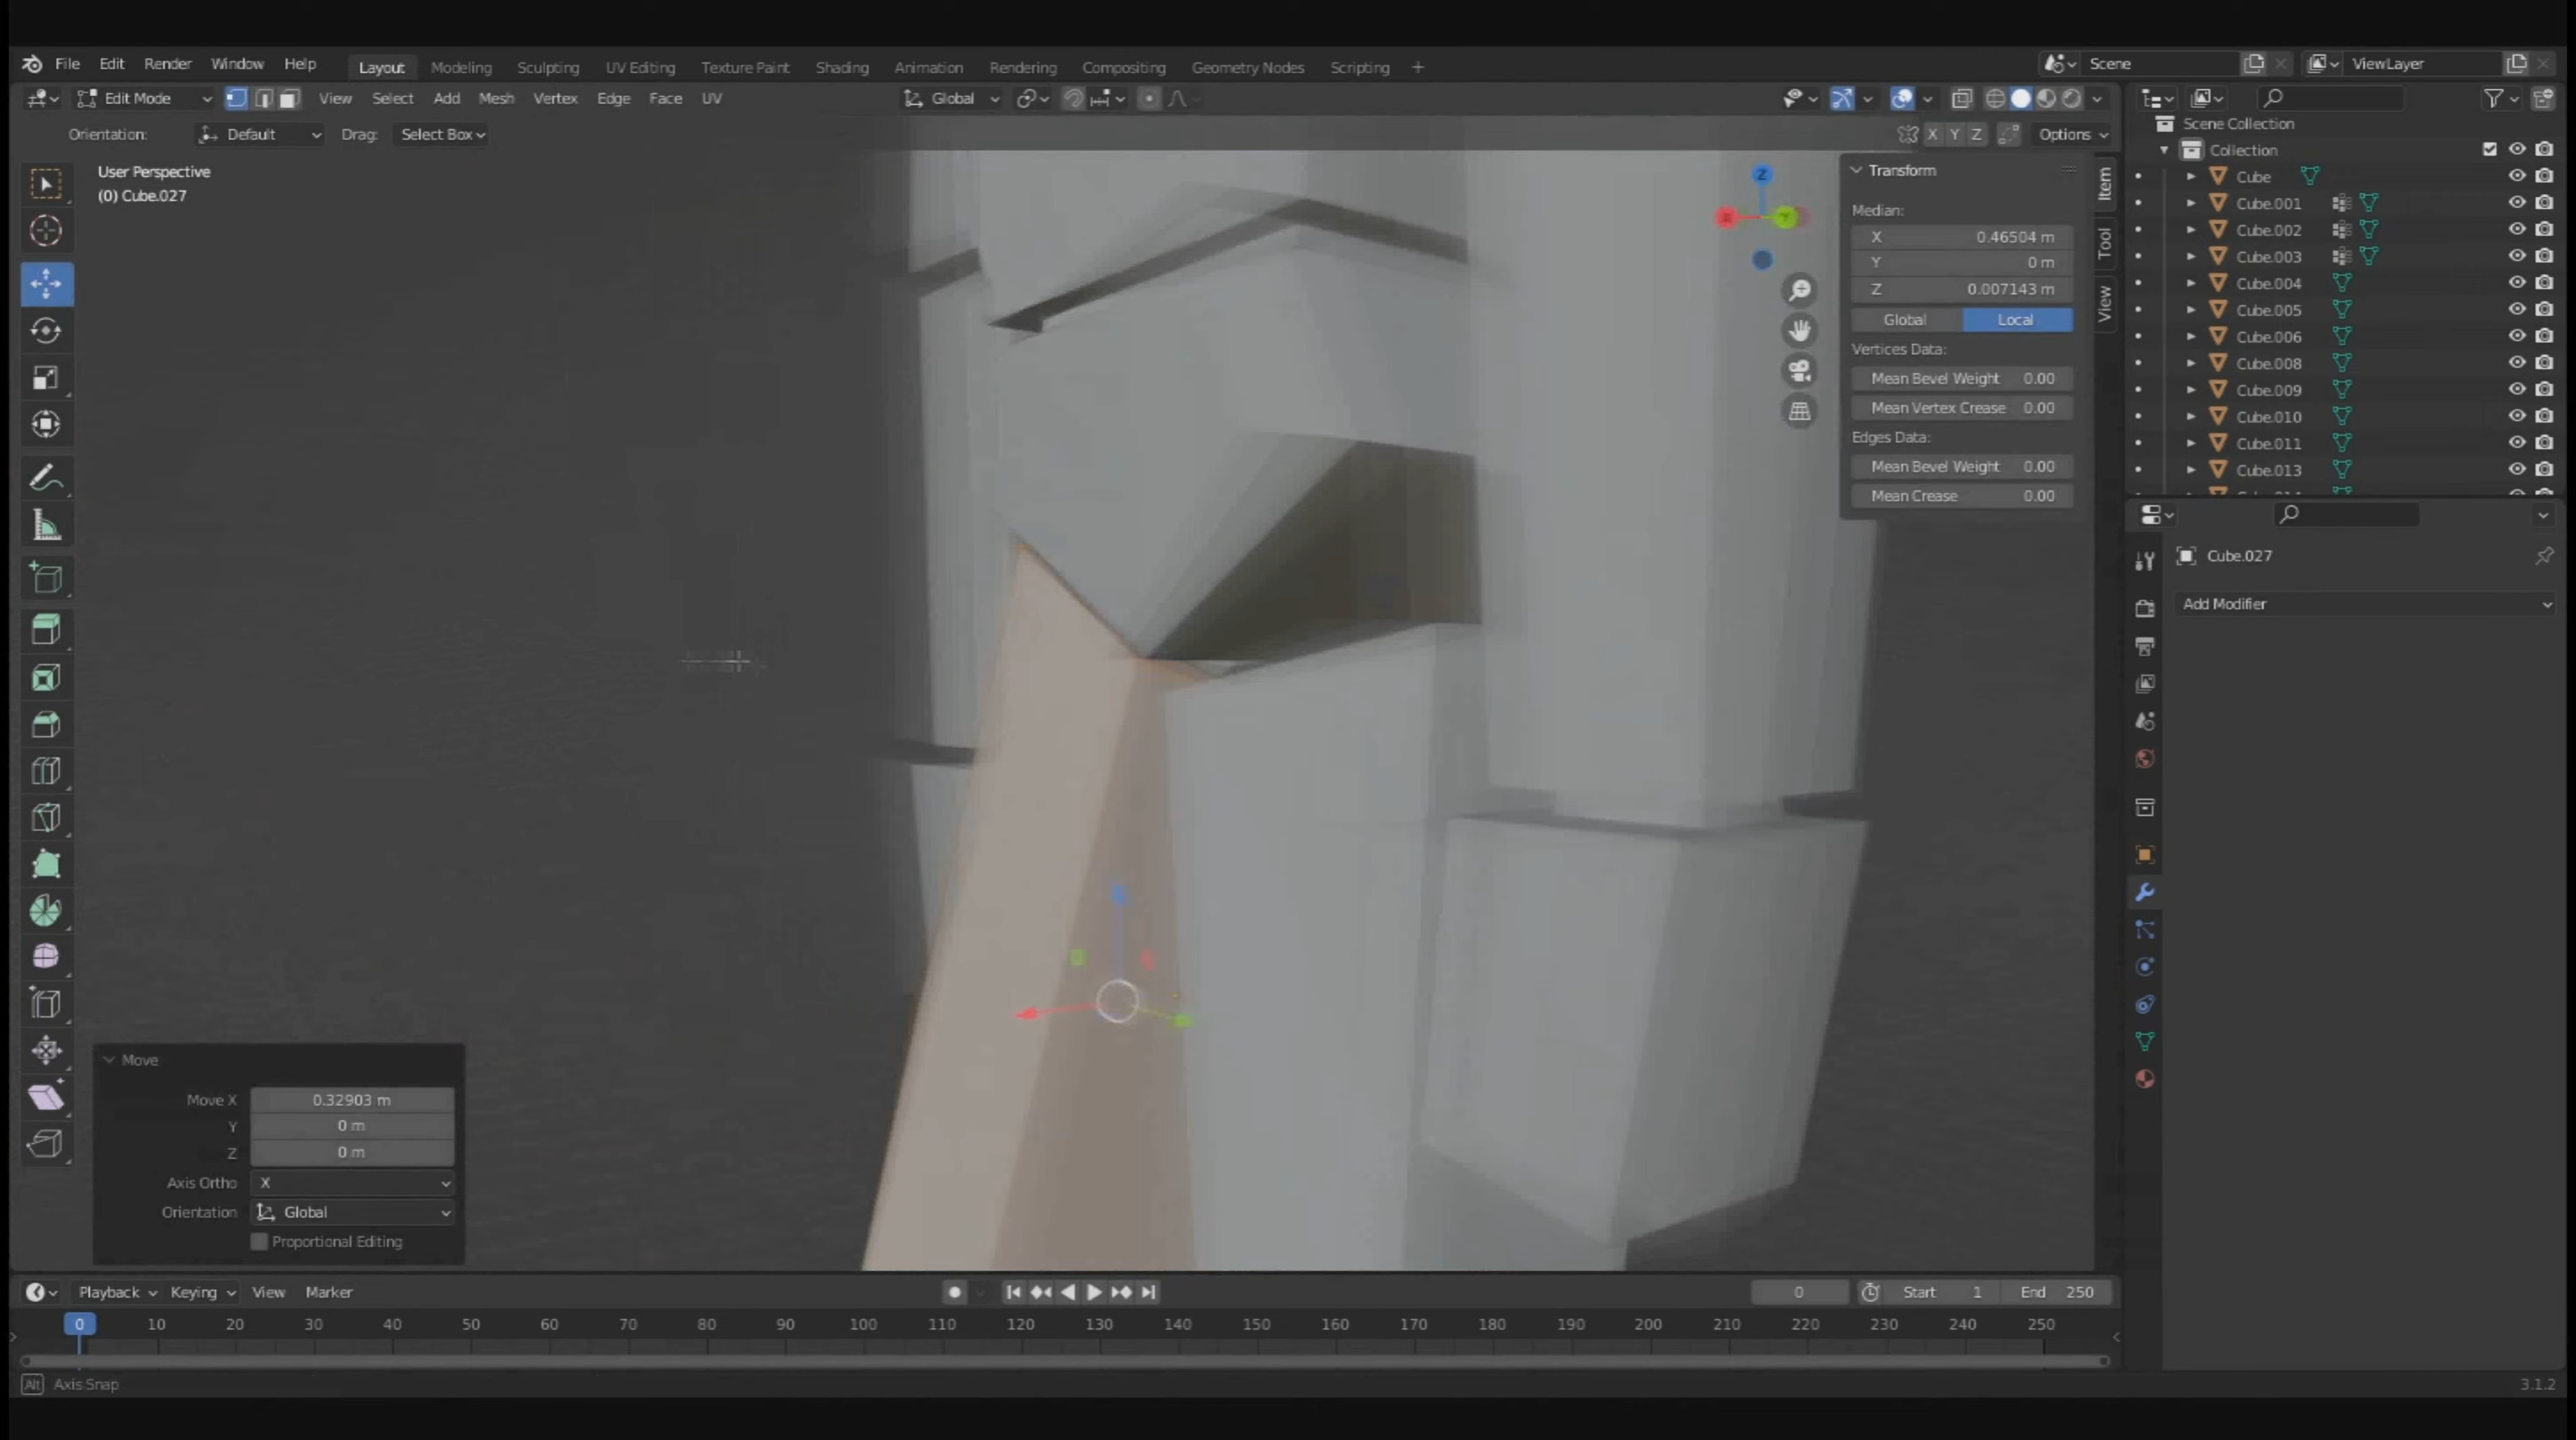 File Edit Render Window Help Layout Modeling Sculpting UV Editing Texture Paint Shading Animation Rendering Compositing Geometry Nodes Scripting + Scene ViewLayer
Edit Mode View Select Add Mesh Vertex Edge Face UV Global
Orientation: Default Drag: Select Box X Y Z Options
User Perspective
(0) Cube.027
Z
Y
Transform
Median:
X 0.46504 m
Y 0 m
Z 0.007143 m
Global Local
Vertices Data:
Mean Bevel Weight 0.00
Mean Vertex Crease 0.00
Edges Data:
Mean Bevel Weight 0.00
Mean Crease 0.00
Item
Tool
View
Scene Collection
Collection
Cube
Cube.001
Cube.002
Cube.003
Cube.004
Cube.005
Cube.006
Cube.008
Cube.009
Cube.010
Cube.011
Cube.013
Cube.027
Add Modifier
Move
Move X 0.32903 m
Y 0 m
Z 0 m
Axis Ortho X
Orientation Global
Proportional Editing
Playback Keying View Marker 0 Start 1 End 250
0 10 20 30 40 50 60 70 80 90 100 110 120 130 140 150 160 170 180 190 200 210 220 230 240 250
Alt Axis Snap
3.1.2